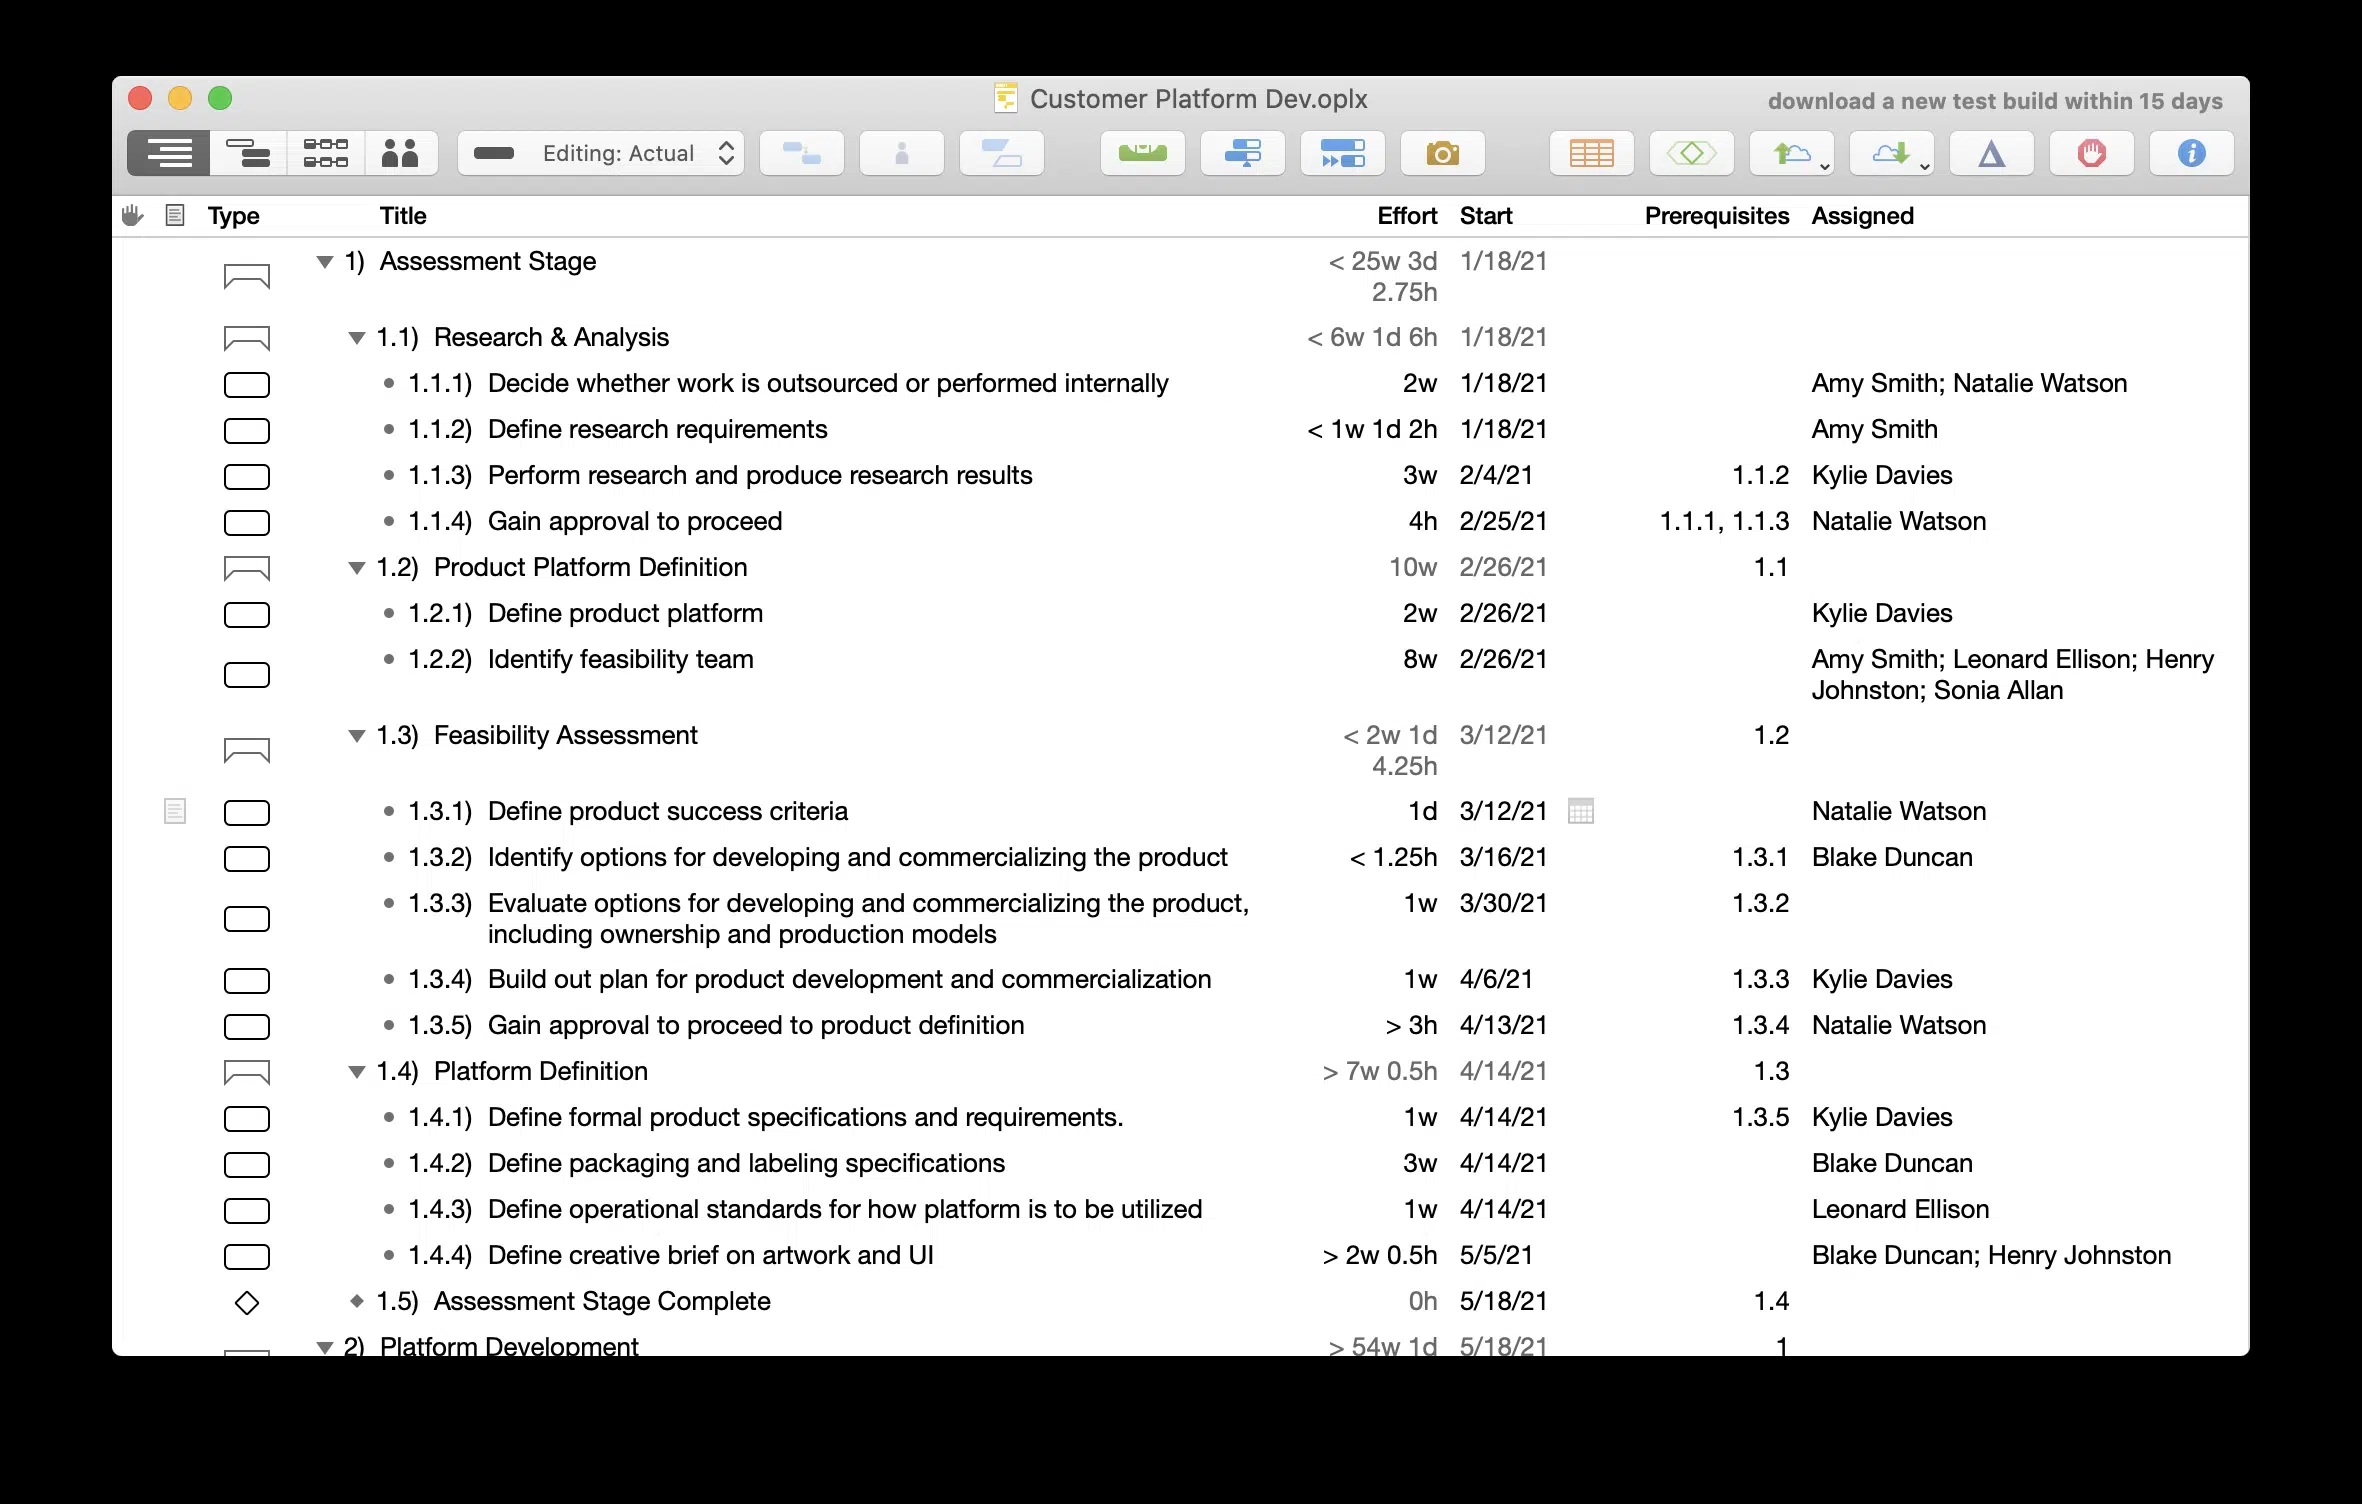 Customer Platform Dev.oplx
download a new test build within 15 days
Editing: Actual
Type Title Effort Start Prerequisites Assigned
1) Assessment Stage < 25w 3d 2.75h 1/18/21
1.1) Research & Analysis < 6w 1d 6h 1/18/21
1.1.1) Decide whether work is outsourced or performed internally 2w 1/18/21 Amy Smith; Natalie Watson
1.1.2) Define research requirements < 1w 1d 2h 1/18/21 Amy Smith
1.1.3) Perform research and produce research results 3w 2/4/21 1.1.2 Kylie Davies
1.1.4) Gain approval to proceed 4h 2/25/21 1.1.1, 1.1.3 Natalie Watson
1.2) Product Platform Definition 10w 2/26/21 1.1
1.2.1) Define product platform 2w 2/26/21 Kylie Davies
1.2.2) Identify feasibility team 8w 2/26/21 Amy Smith; Leonard Ellison; Henry
Johnston; Sonia Allan
1.3) Feasibility Assessment < 2w 1d 3/12/21 1.2
4.25h
1.3.1) Define product success criteria 1d 3/12/21 Natalie Watson
1.3.2) Identify options for developing and commercializing the product < 1.25h 3/16/21 1.3.1 Blake Duncan
1.3.3) Evaluate options for developing and commercializing the product, 1w 3/30/21 1.3.2
including ownership and production models
1.3.4) Build out plan for product development and commercialization 1w 4/6/21 1.3.3 Kylie Davies
1.3.5) Gain approval to proceed to product definition > 3h 4/13/21 1.3.4 Natalie Watson
1.4) Platform Definition > 7w 0.5h 4/14/21 1.3
1.4.1) Define formal product specifications and requirements. 1w 4/14/21 1.3.5 Kylie Davies
1.4.2) Define packaging and labeling specifications 3w 4/14/21 Blake Duncan
1.4.3) Define operational standards for how platform is to be utilized 1w 4/14/21 Leonard Ellison
1.4.4) Define creative brief on artwork and UI > 2w 0.5h 5/5/21 Blake Duncan; Henry Johnston
1.5) Assessment Stage Complete 0h 5/18/21 1.4
2) Platform Development > 54w 1d 5/18/21 1